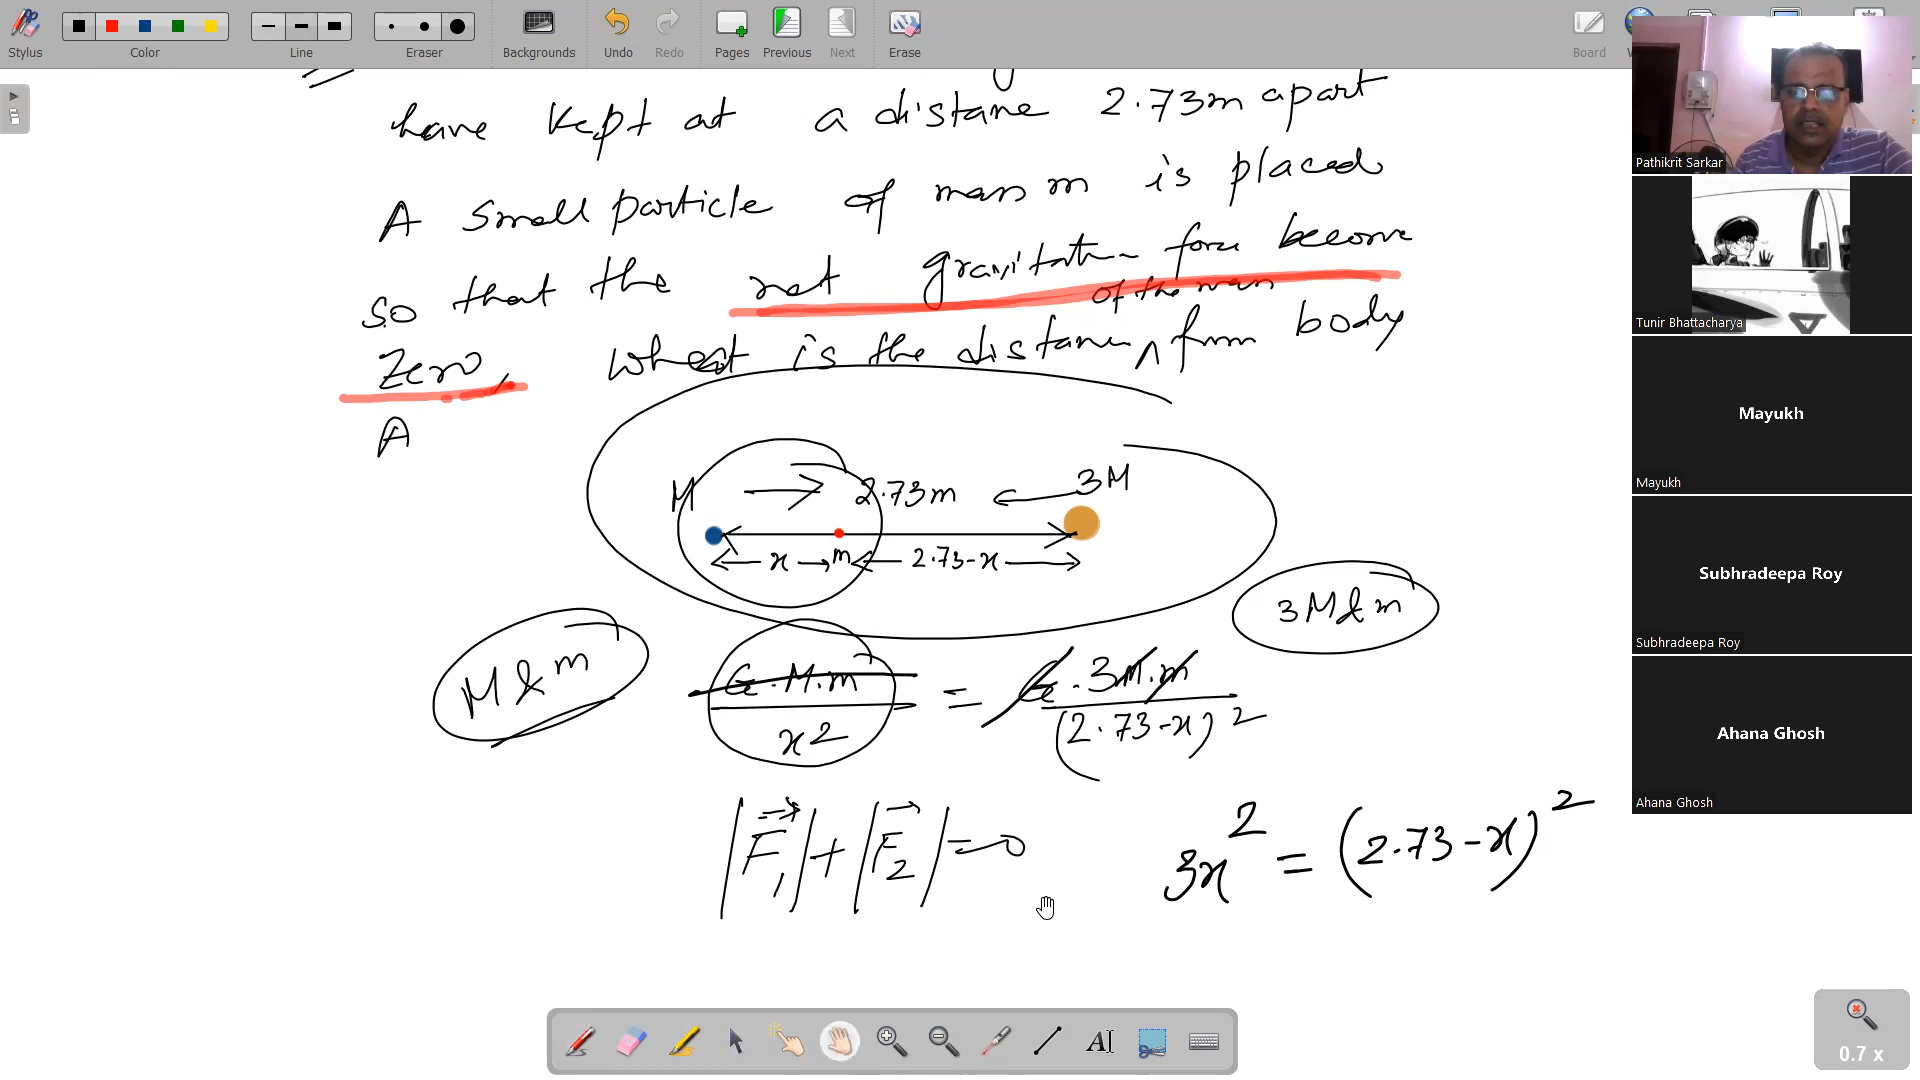 Stylus
Color
Line
Eraser
Backgrounds
Undo
Redo
Pages
Previous
Next
Erase
Board
have kept at a distane 2.73m apart
A small particle of mass m is placed
so that the net gravitation force become
of the mass
Zero, what is the distance ∧ from body
A
M 2.73m 3M
x m 2.73-x
3M & m
M & m
G.M.m = G.3M.m
x2 (2.73-x)2
|F1|+|F2|=0
3x2 = (2.73-x)2
Pathikrit Sarkar
Tunir Bhattacharya
Mayukh
Mayukh
Subhradeepa Roy
Subhradeepa Roy
Ahana Ghosh
Ahana Ghosh
AI
0.7 x